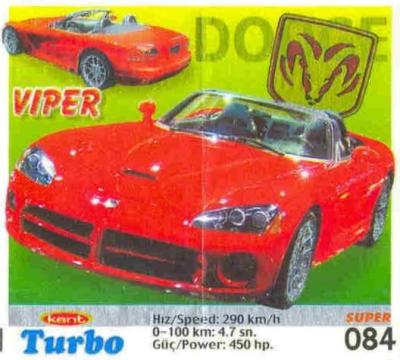 DODGE
VIPER
kent
Turbo
Hız/Speed: 290 km/h
0-100 km: 4.7 sn.
Güç/Power: 450 hp.
SUPER
084